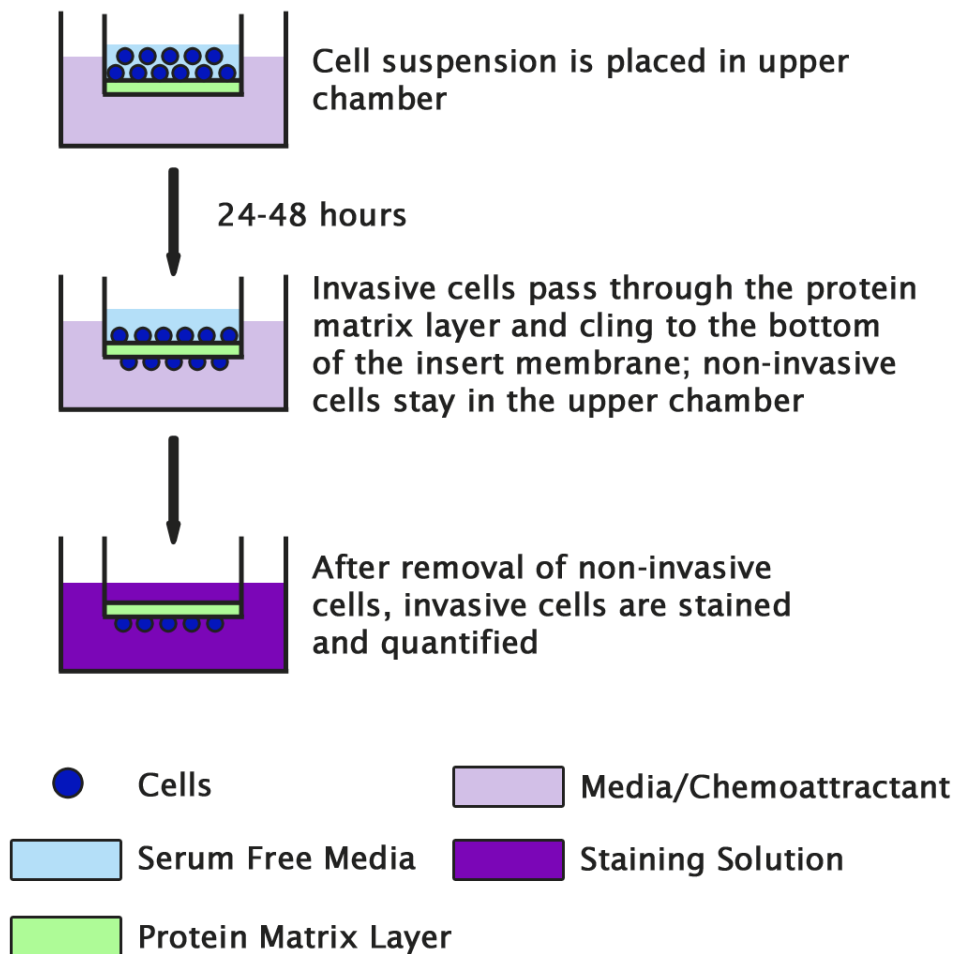 Cell suspension is placed in upper
chamber
24-48 hours
Invasive cells pass through the protein
matrix layer and cling to the bottom
of the insert membrane; non-invasive
cells stay in the upper chamber
After removal of non-invasive
cells, invasive cells are stained
and quantified
Cells
Media/Chemoattractant
Serum Free Media
Staining Solution
Protein Matrix Layer